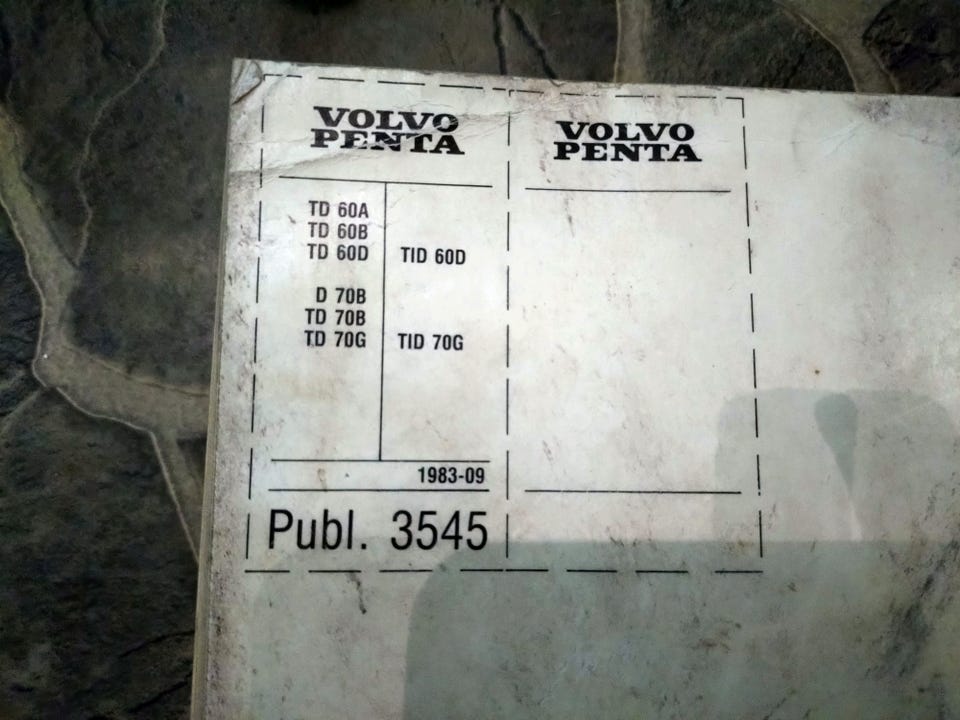 VOLVO
PENTA
TD 60A
TD 60B
TD 60D
TID 60D
D 70B
TD 70B
TD 70G
TID 70G
1983-09
Publ. 3545
VOLVO
PENTA